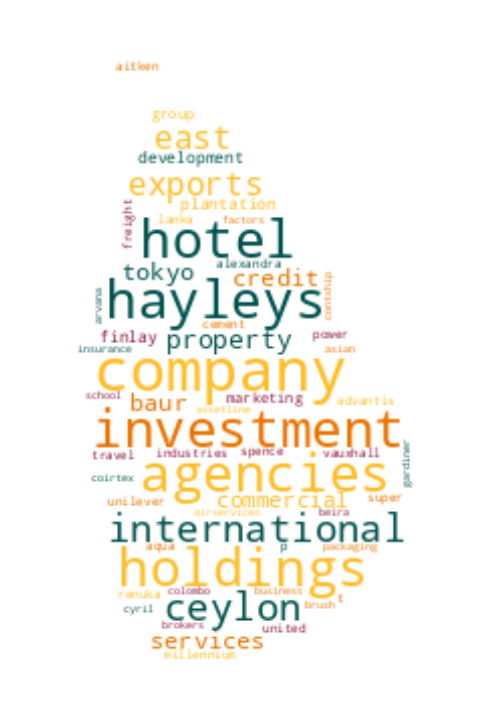 aitken
group
east
development
exports
plantation
freight
lanka factors
hotel
alexandra
tokyo
credit
contship
arvana
hayleys
cement
finlay property power
insurance asian
company
school
baur marketing advantis
assetline
investment
travel industries spence vauxhall
gardiner
coirtex
agencies
unilever commercial super
airservices beira
international
aqua p packaging
holdings
renuka colombo business
cyril ceylon brush t
brokers united
services
millennium